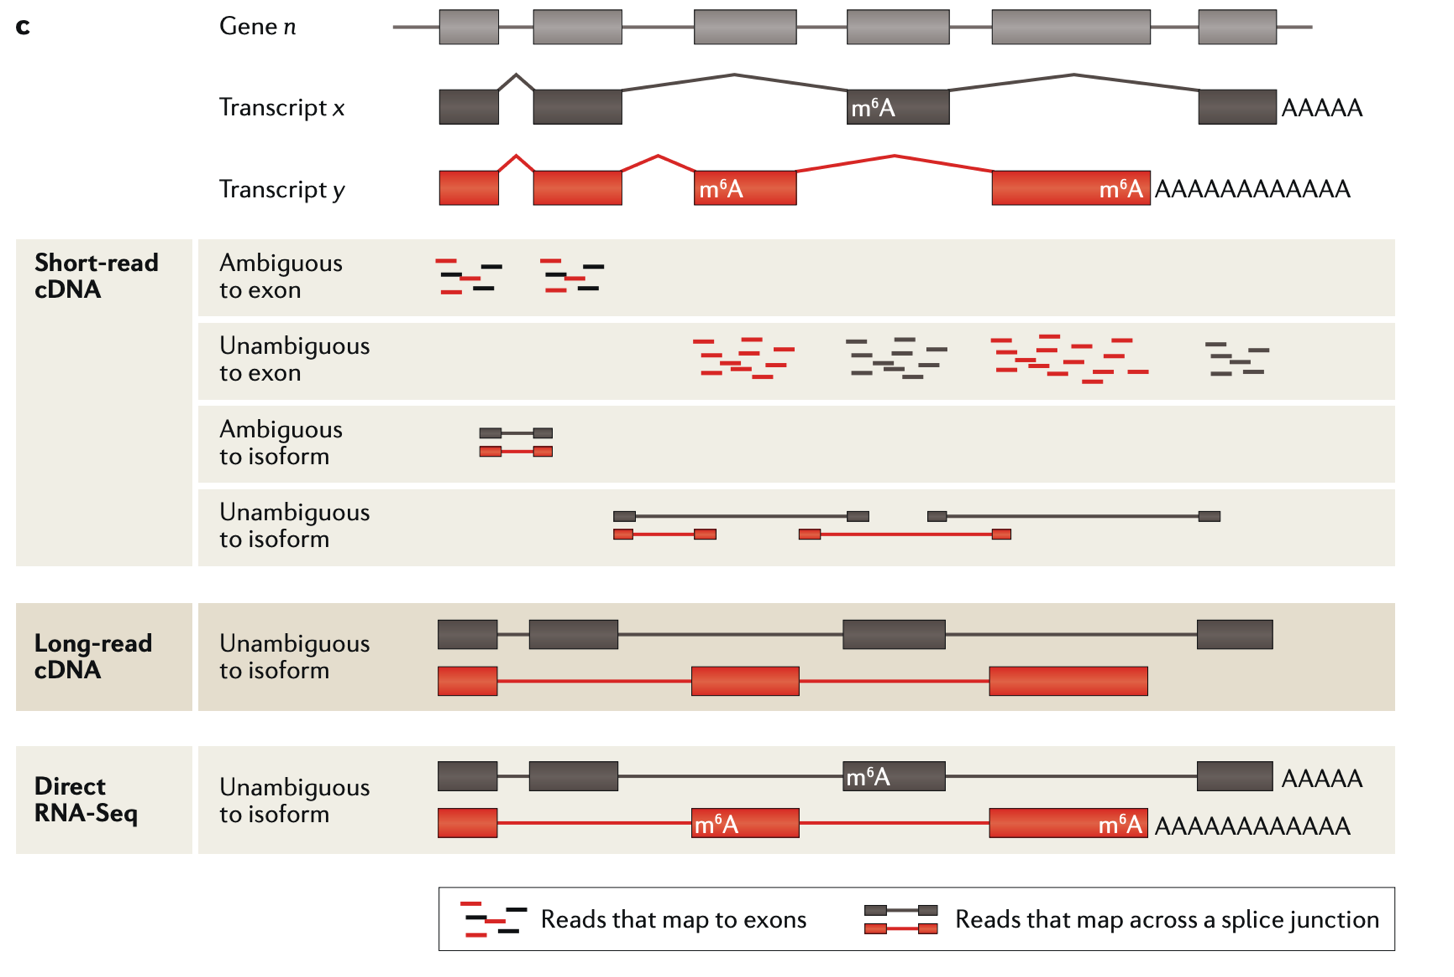 c
Gene n
Transcript x
m⁶A
AAAAA
Transcript y
m⁶A
m⁶A
AAAAAAAAAAAA
Short-read
cDNA
Ambiguous
to exon
Unambiguous
to exon
Ambiguous
to isoform
Unambiguous
to isoform
Long-read
cDNA
Unambiguous
to isoform
Direct
RNA-Seq
Unambiguous
to isoform
m⁶A
AAAAA
m⁶A
m⁶A
AAAAAAAAAAAA
Reads that map to exons
Reads that map across a splice junction